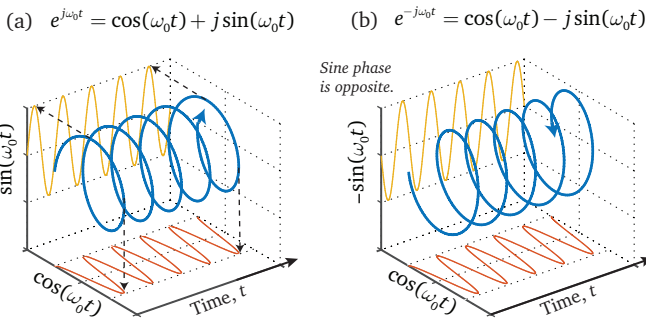 (a) e^{jω₀t} = cos(ω₀t) + j sin(ω₀t)
sin(ω₀t)
cos(ω₀t)
Time, t
(b) e^{−jω₀t} = cos(ω₀t) − j sin(ω₀t)
Sine phase
is opposite.
−sin(ω₀t)
cos(ω₀t)
Time, t